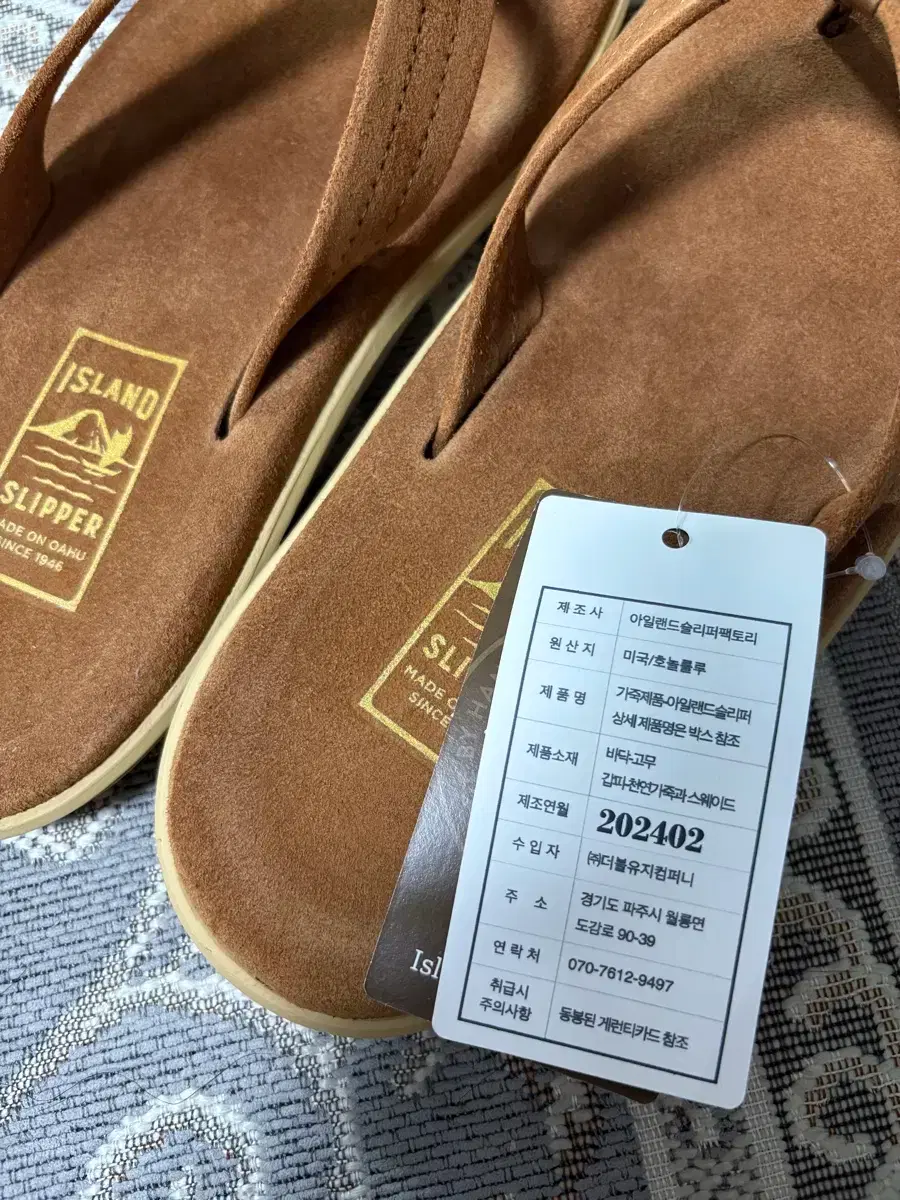 ISLAND
SLIPPER
ADE ON OAHU
SINCE 1946
SLI
MADE O
SINC
BY HAN
Isl
제 조 사 아일랜드슬리퍼팩토리
원 산 지 미국/호놀룰루
제 품 명 가죽제품-아일랜드슬리퍼
상세 제품명은 박스 참조
제품소재 바닥-고무
갑피-천연가죽과 스웨이드
제조연월 202402
수 입 자 ㈜더블유지컴퍼니
주 소 경기도 파주시 월롱면
도감로 90-39
연 락 처 070-7612-9497
취급시
주의사항 동봉된 게런티카드 참조